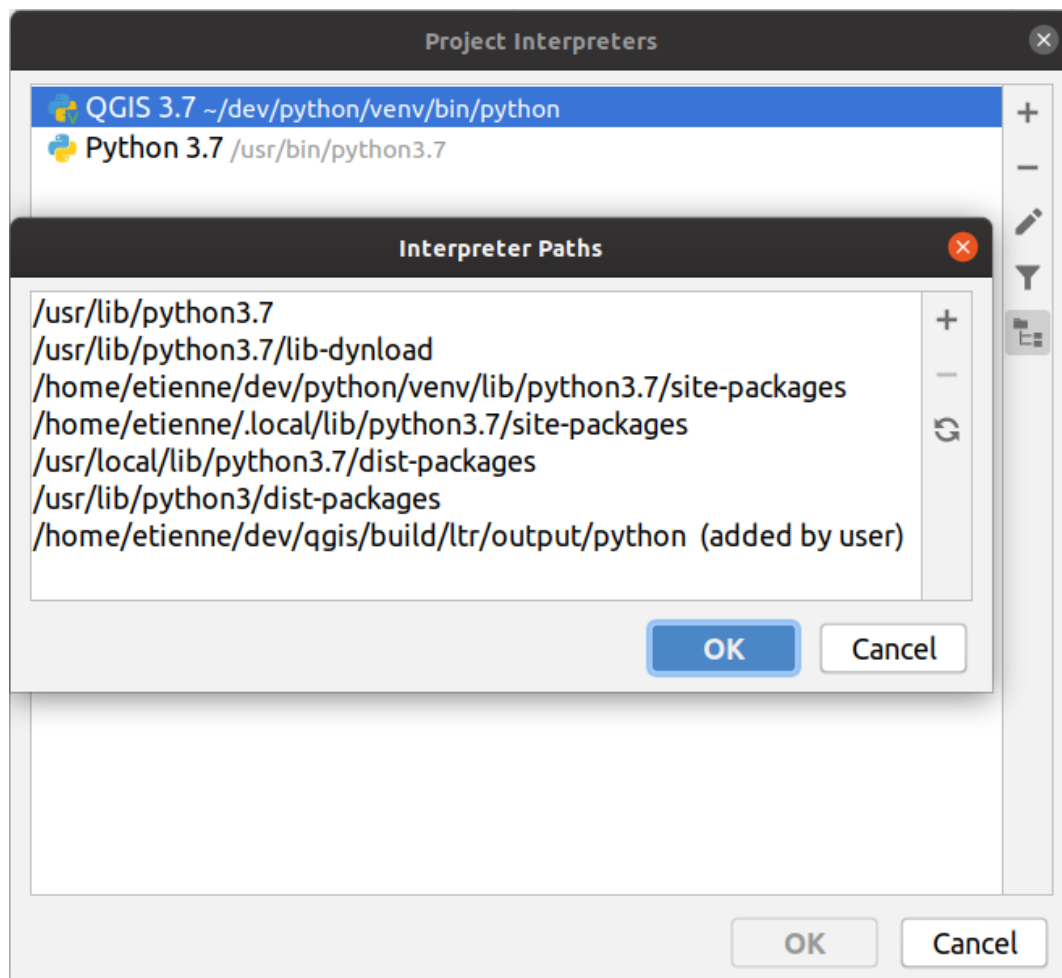 Project Interpreters
QGIS 3.7 ~/dev/python/venv/bin/python
Python 3.7 /usr/bin/python3.7
Interpreter Paths
/usr/lib/python3.7
/usr/lib/python3.7/lib-dynload
/home/etienne/dev/python/venv/lib/python3.7/site-packages
/home/etienne/.local/lib/python3.7/site-packages
/usr/local/lib/python3.7/dist-packages
/usr/lib/python3/dist-packages
/home/etienne/dev/qgis/build/ltr/output/python (added by user)
OK Cancel
OK Cancel